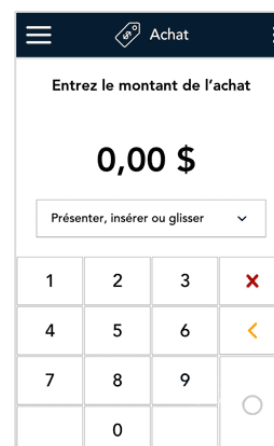 Achat
Entrez le montant de l'achat
0,00 $
Présenter, insérer ou glisser
1 2 3
4 5 6
7 8 9
0